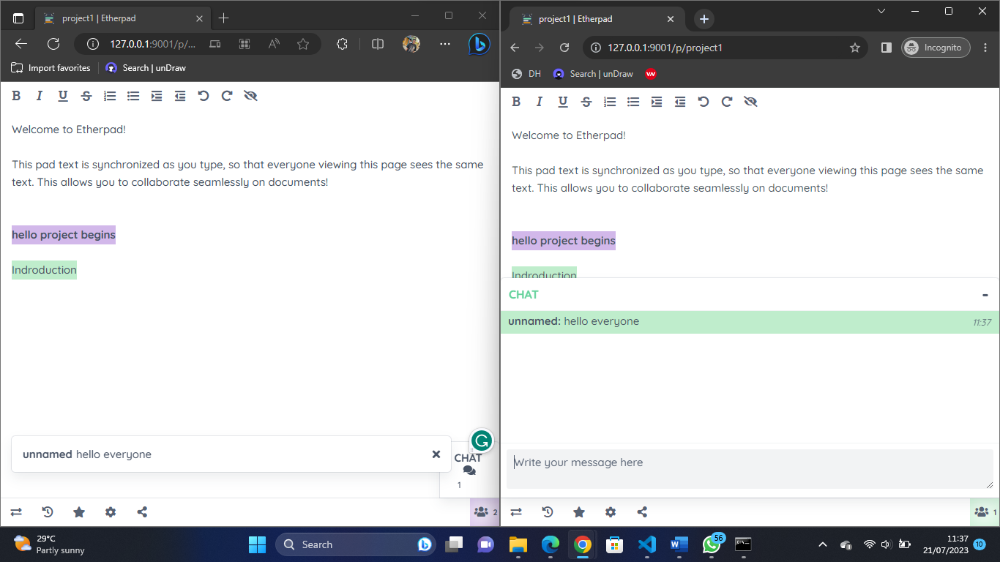 project1 | Etherpad
127.0.0.1:9001/p/...
Import favorites
Search | unDraw
B I U S
Welcome to Etherpad!
This pad text is synchronized as you type, so that everyone viewing this page sees the same
text. This allows you to collaborate seamlessly on documents!
hello project begins
Indroduction
unnamed hello everyone
CHAT
1
2
project1 | Etherpad
127.0.0.1:9001/p/project1
Incognito
DH
Search | unDraw
B I U S
Welcome to Etherpad!
This pad text is synchronized as you type, so that everyone viewing this page sees the same
text. This allows you to collaborate seamlessly on documents!
hello project begins
Indroduction
CHAT
unnamed: hello everyone 11:37
Write your message here
1
29°C
Partly sunny
Search
56
11:37
21/07/2023
10